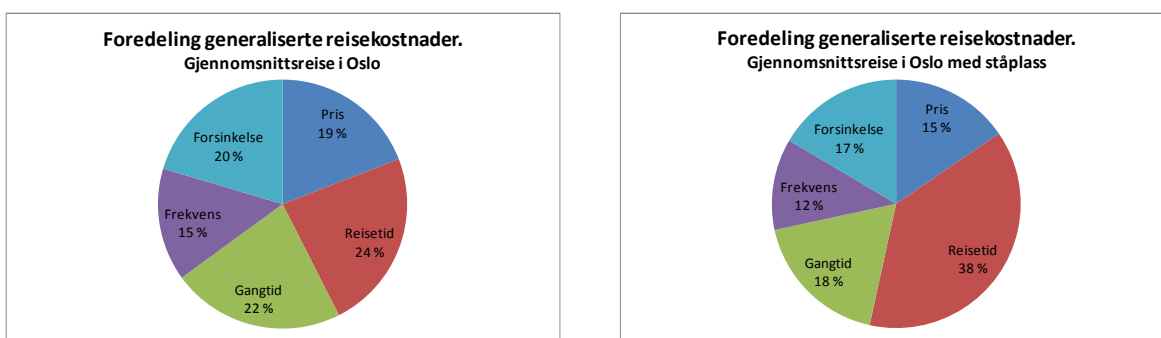 Foredeling generaliserte reisekostnader.
Gjennomsnittsreise i Oslo
Pris
19 %
Reisetid
24 %
Gangtid
22 %
Frekvens
15 %
Forsinkelse
20 %
Foredeling generaliserte reisekostnader.
Gjennomsnittsreise i Oslo med ståplass
Pris
15 %
Reisetid
38 %
Gangtid
18 %
Frekvens
12 %
Forsinkelse
17 %